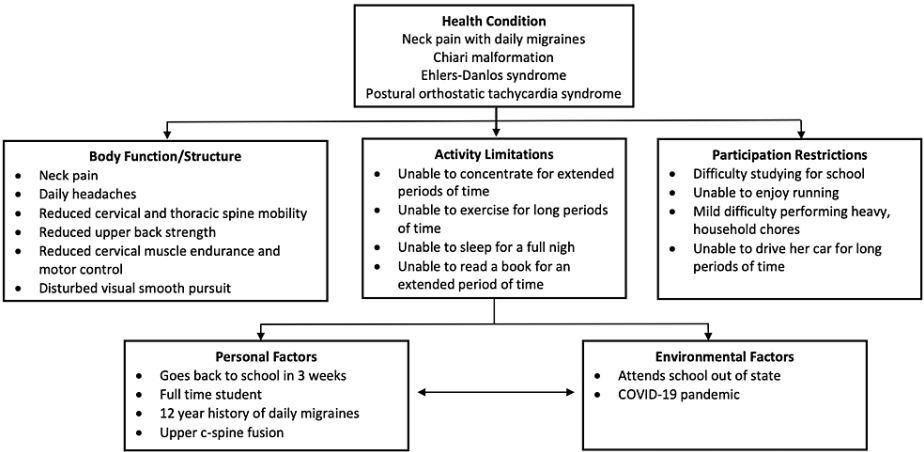 Health Condition
Neck pain with daily migraines
Chiari malformation
Ehlers-Danlos syndrome
Postural orthostatic tachycardia syndrome
Body Function/Structure
• Neck pain
• Daily headaches
• Reduced cervical and thoracic spine mobility
• Reduced upper back strength
• Reduced cervical muscle endurance and
motor control
• Disturbed visual smooth pursuit
Activity Limitations
• Unable to concentrate for extended
periods of time
• Unable to exercise for long periods
of time
• Unable to sleep for a full nigh
• Unable to read a book for an
extended period of time
Participation Restrictions
• Difficulty studying for school
• Unable to enjoy running
• Mild difficulty performing heavy,
household chores
• Unable to drive her car for long
periods of time
Personal Factors
• Goes back to school in 3 weeks
• Full time student
• 12 year history of daily migraines
• Upper c-spine fusion
Environmental Factors
• Attends school out of state
• COVID-19 pandemic